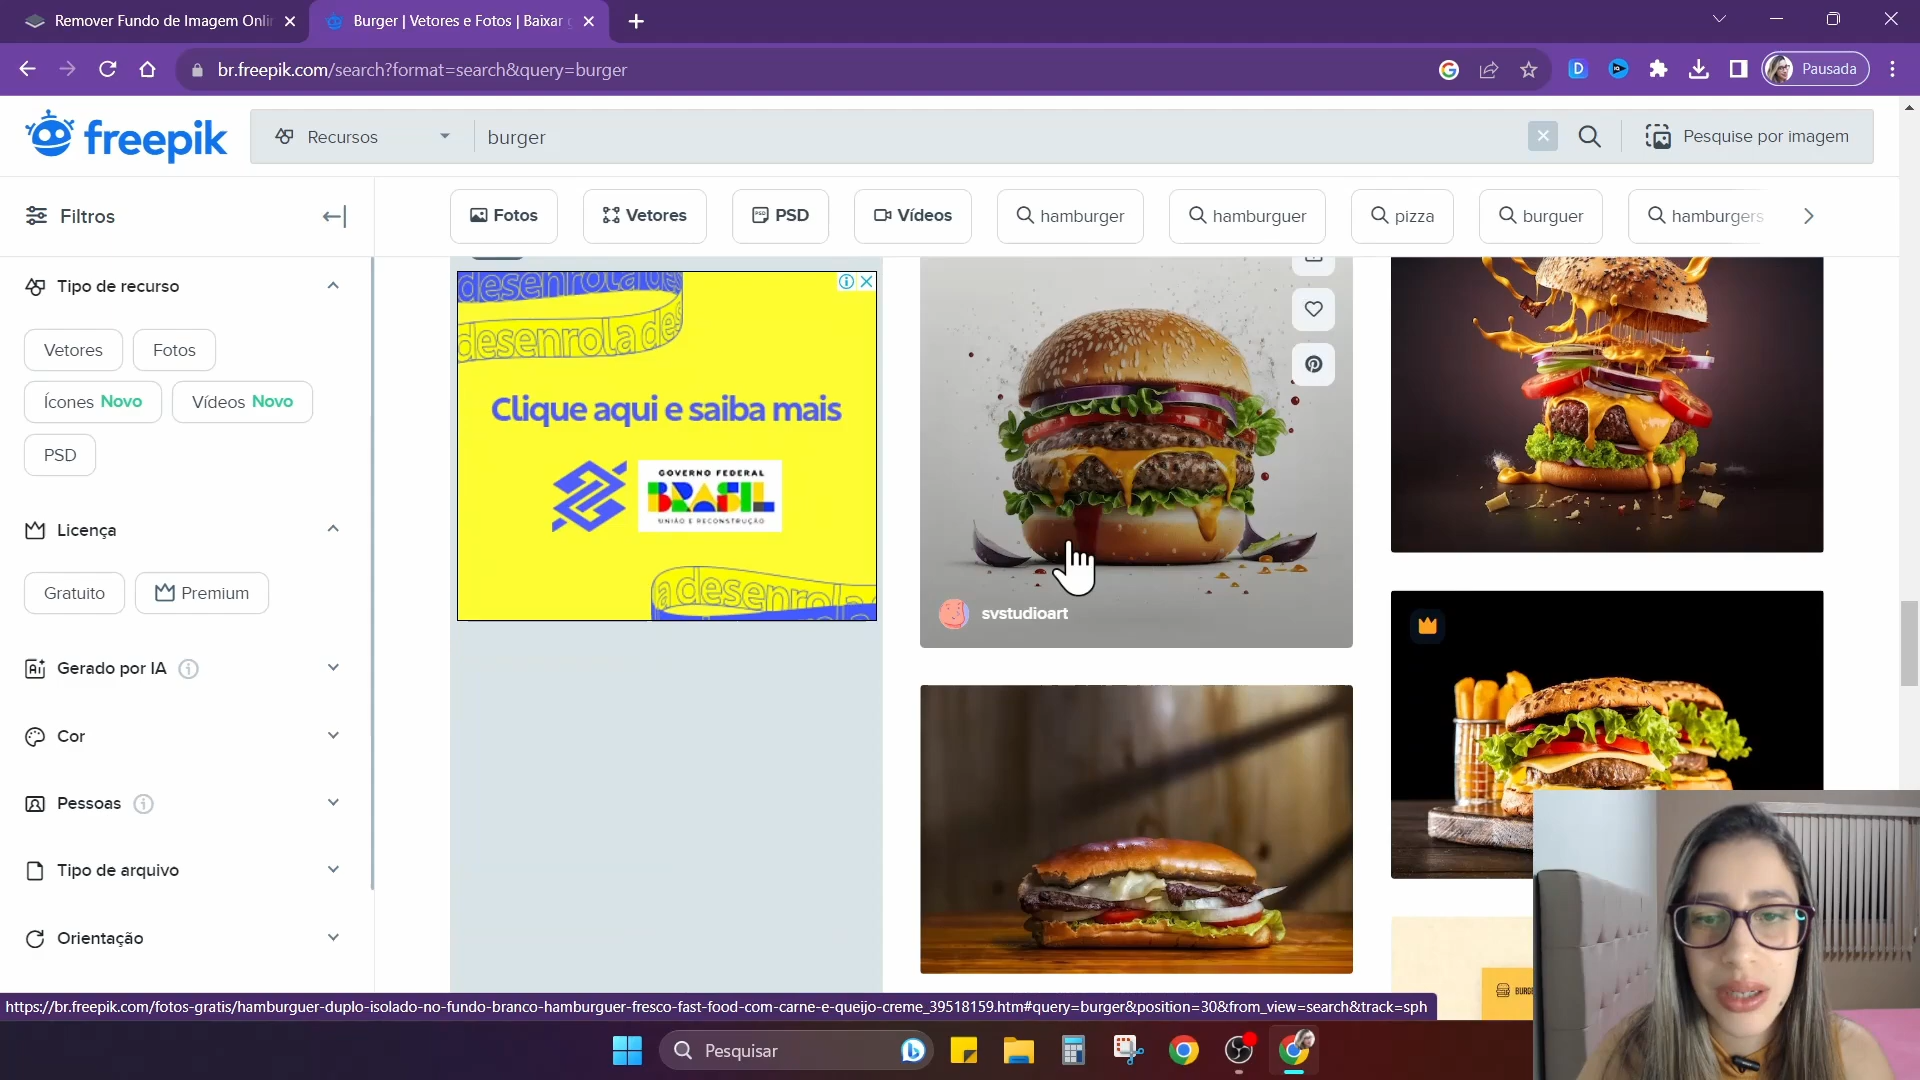 Remover Fundo de Imagem Onli
Burger | Vetores e Fotos | Baixar g
br.freepik.com/search?format=search&query=burger
Pausada
freepik
Recursos
burger
Pesquise por imagem
Filtros
Fotos
Vetores
PSD
Vídeos
hamburger
hamburguer
pizza
burguer
hamburgers
Tipo de recurso
Vetores
Fotos
Ícones Novo
Vídeos Novo
PSD
Licença
Gratuito
Premium
Gerado por IA
Cor
Pessoas
Tipo de arquivo
Orientação
desenrola de
desenrola des
Clique aqui e saiba mais
GOVERNO FEDERAL
BRASIL
UNIÃO E RECONSTRUÇÃO
a desenrola
svstudioart
https://br.freepik.com/fotos-gratis/hamburguer-duplo-isolado-no-fundo-branco-hamburguer-fresco-fast-food-com-carne-e-queijo-creme_39518159.htm#query=burger&position=30&from_view=search&track=sph
Pesquisar